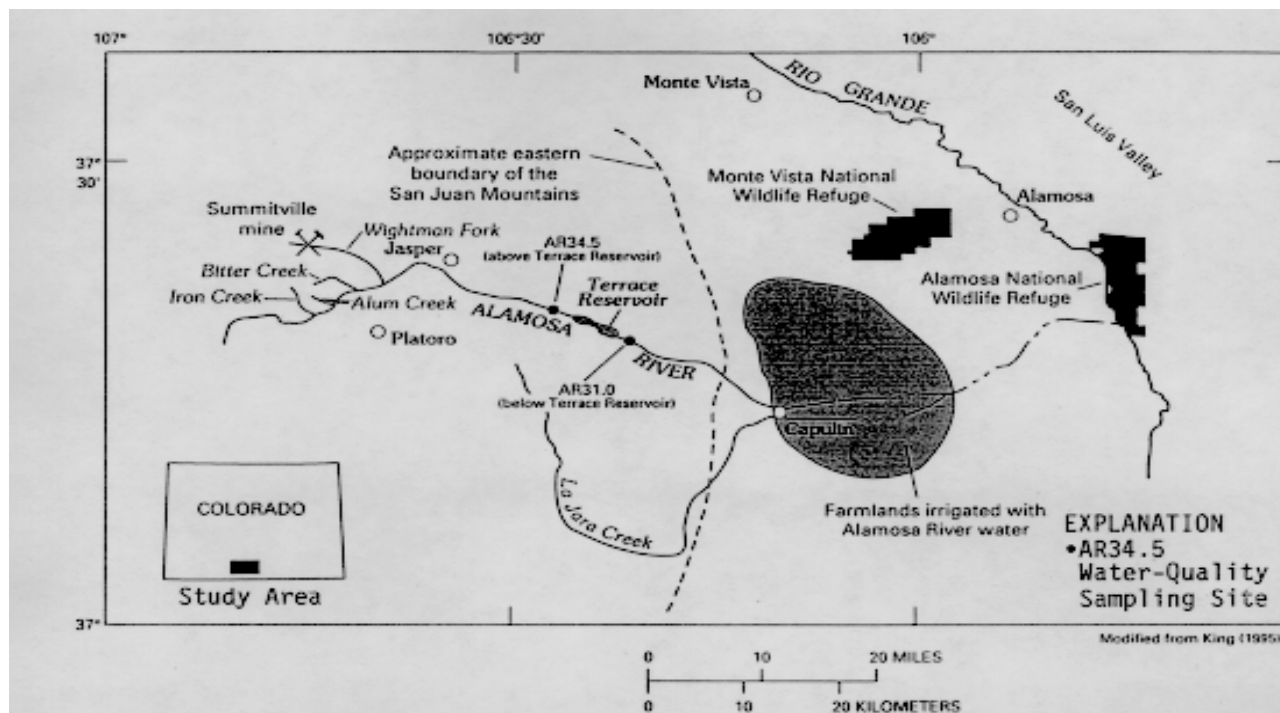 107°
106°30'
106°
Monte Vista
RIO GRANDE
San Luis Valley
37°
30'
Approximate eastern
boundary of the
San Juan Mountains
Monte Vista National
Wildlife Refuge
Alamosa
Summitville
mine
Wightman Fork
Jasper
AR34.5
(above Terrace Reservoir)
Bitter Creek
Terrace
Reservoir
Alamosa National
Wildlife Refuge
Iron Creek
Alum Creek
ALAMOSA RIVER
Platoro
AR31.0
(below Terrace Reservoir)
Capulin
La Jara Creek
COLORADO
Study Area
Farmlands irrigated with
Alamosa River water
EXPLANATION
•AR34.5
Water-Quality
Sampling Site
37°
Modified from King (1995)
0 10 20 MILES
0 10 20 KILOMETERS